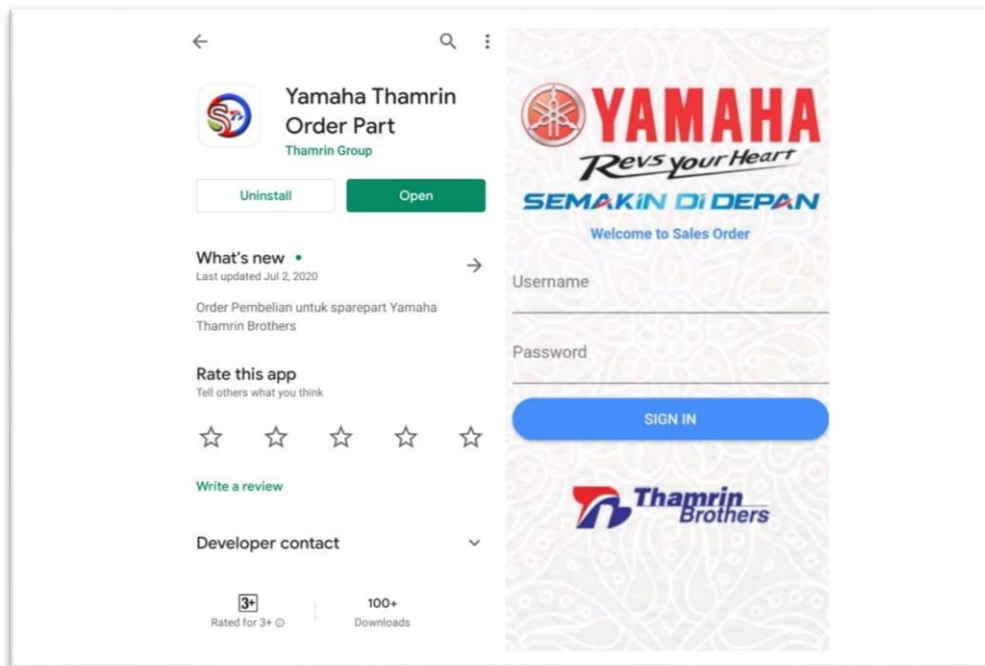 Yamaha Thamrin
Order Part
Thamrin Group
Uninstall
Open
What's new
Last updated Jul 2, 2020
Order Pembelian untuk sparepart Yamaha
Thamrin Brothers
Rate this app
Tell others what you think
Write a review
Developer contact
3+
Rated for 3+
100+
Downloads
YAMAHA
Revs your Heart
SEMAKIN DI DEPAN
Welcome to Sales Order
Username
Password
SIGN IN
Thamrin
Brothers